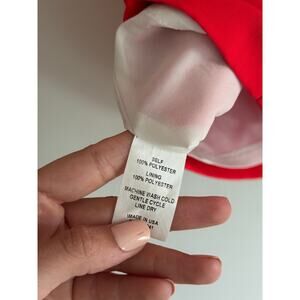 SELF
100% POLYESTER
LINING
100% POLYESTER
MACHINE WASH COLD
GENTLE CYCLE
LINE DRY
MADE IN USA